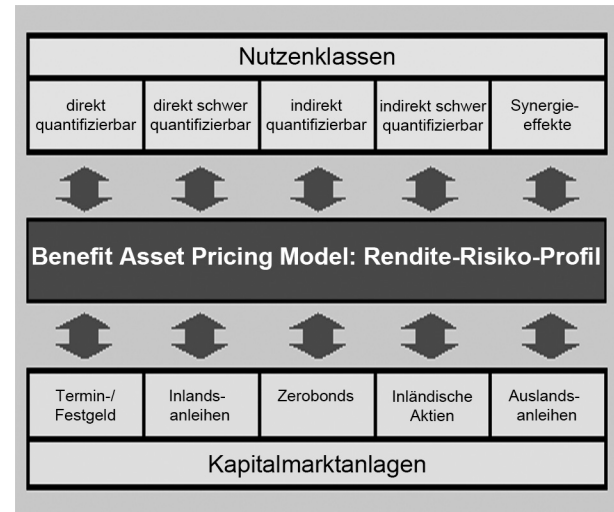 Nutzenklassen
direkt
quantifizierbar
direkt schwer
quantifizierbar
indirekt
quantifizierbar
indirekt schwer
quantifizierbar
Synergie-
effekte
Benefit Asset Pricing Model: Rendite-Risiko-Profil
Termin-/
Festgeld
Inlands-
anleihen
Zerobonds
Inländische
Aktien
Auslands-
anleihen
Kapitalmarktanlagen